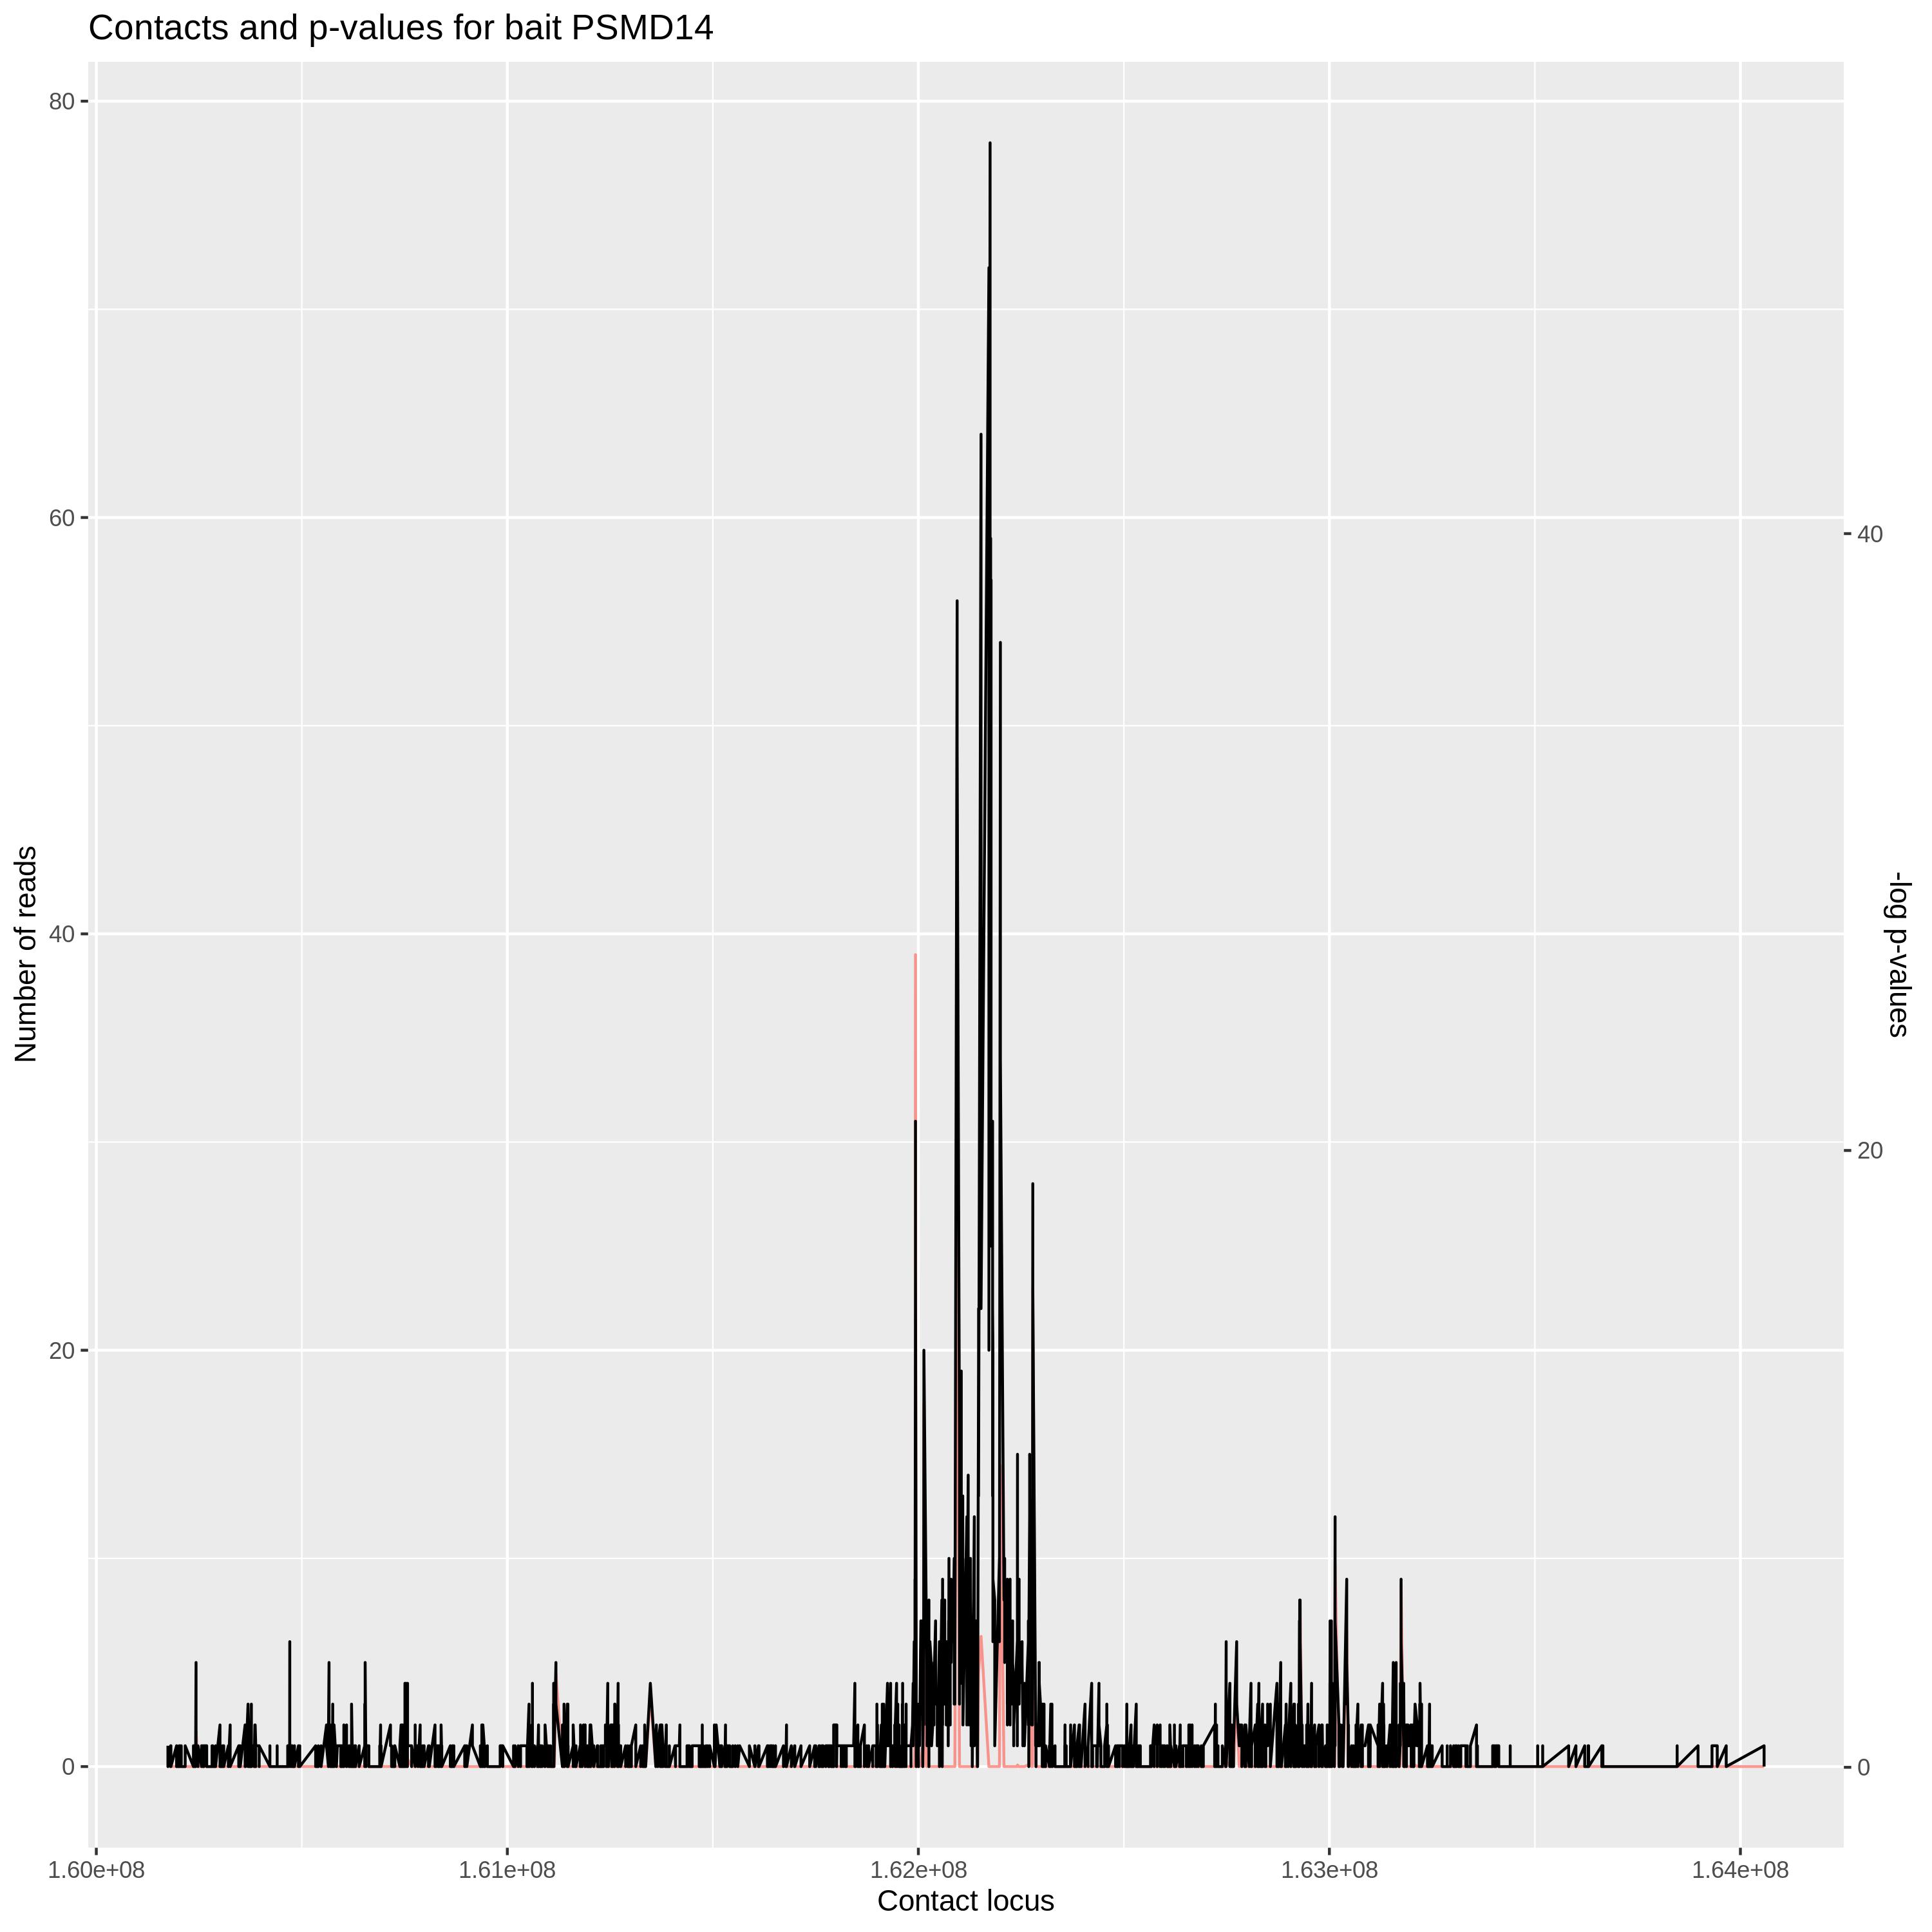 Contacts and p-values for bait PSMD14
80
60
40
20
0
Number of reads
40
20
0
-log p-values
1.60e+08 1.61e+08 1.62e+08 1.63e+08 1.64e+08
Contact locus